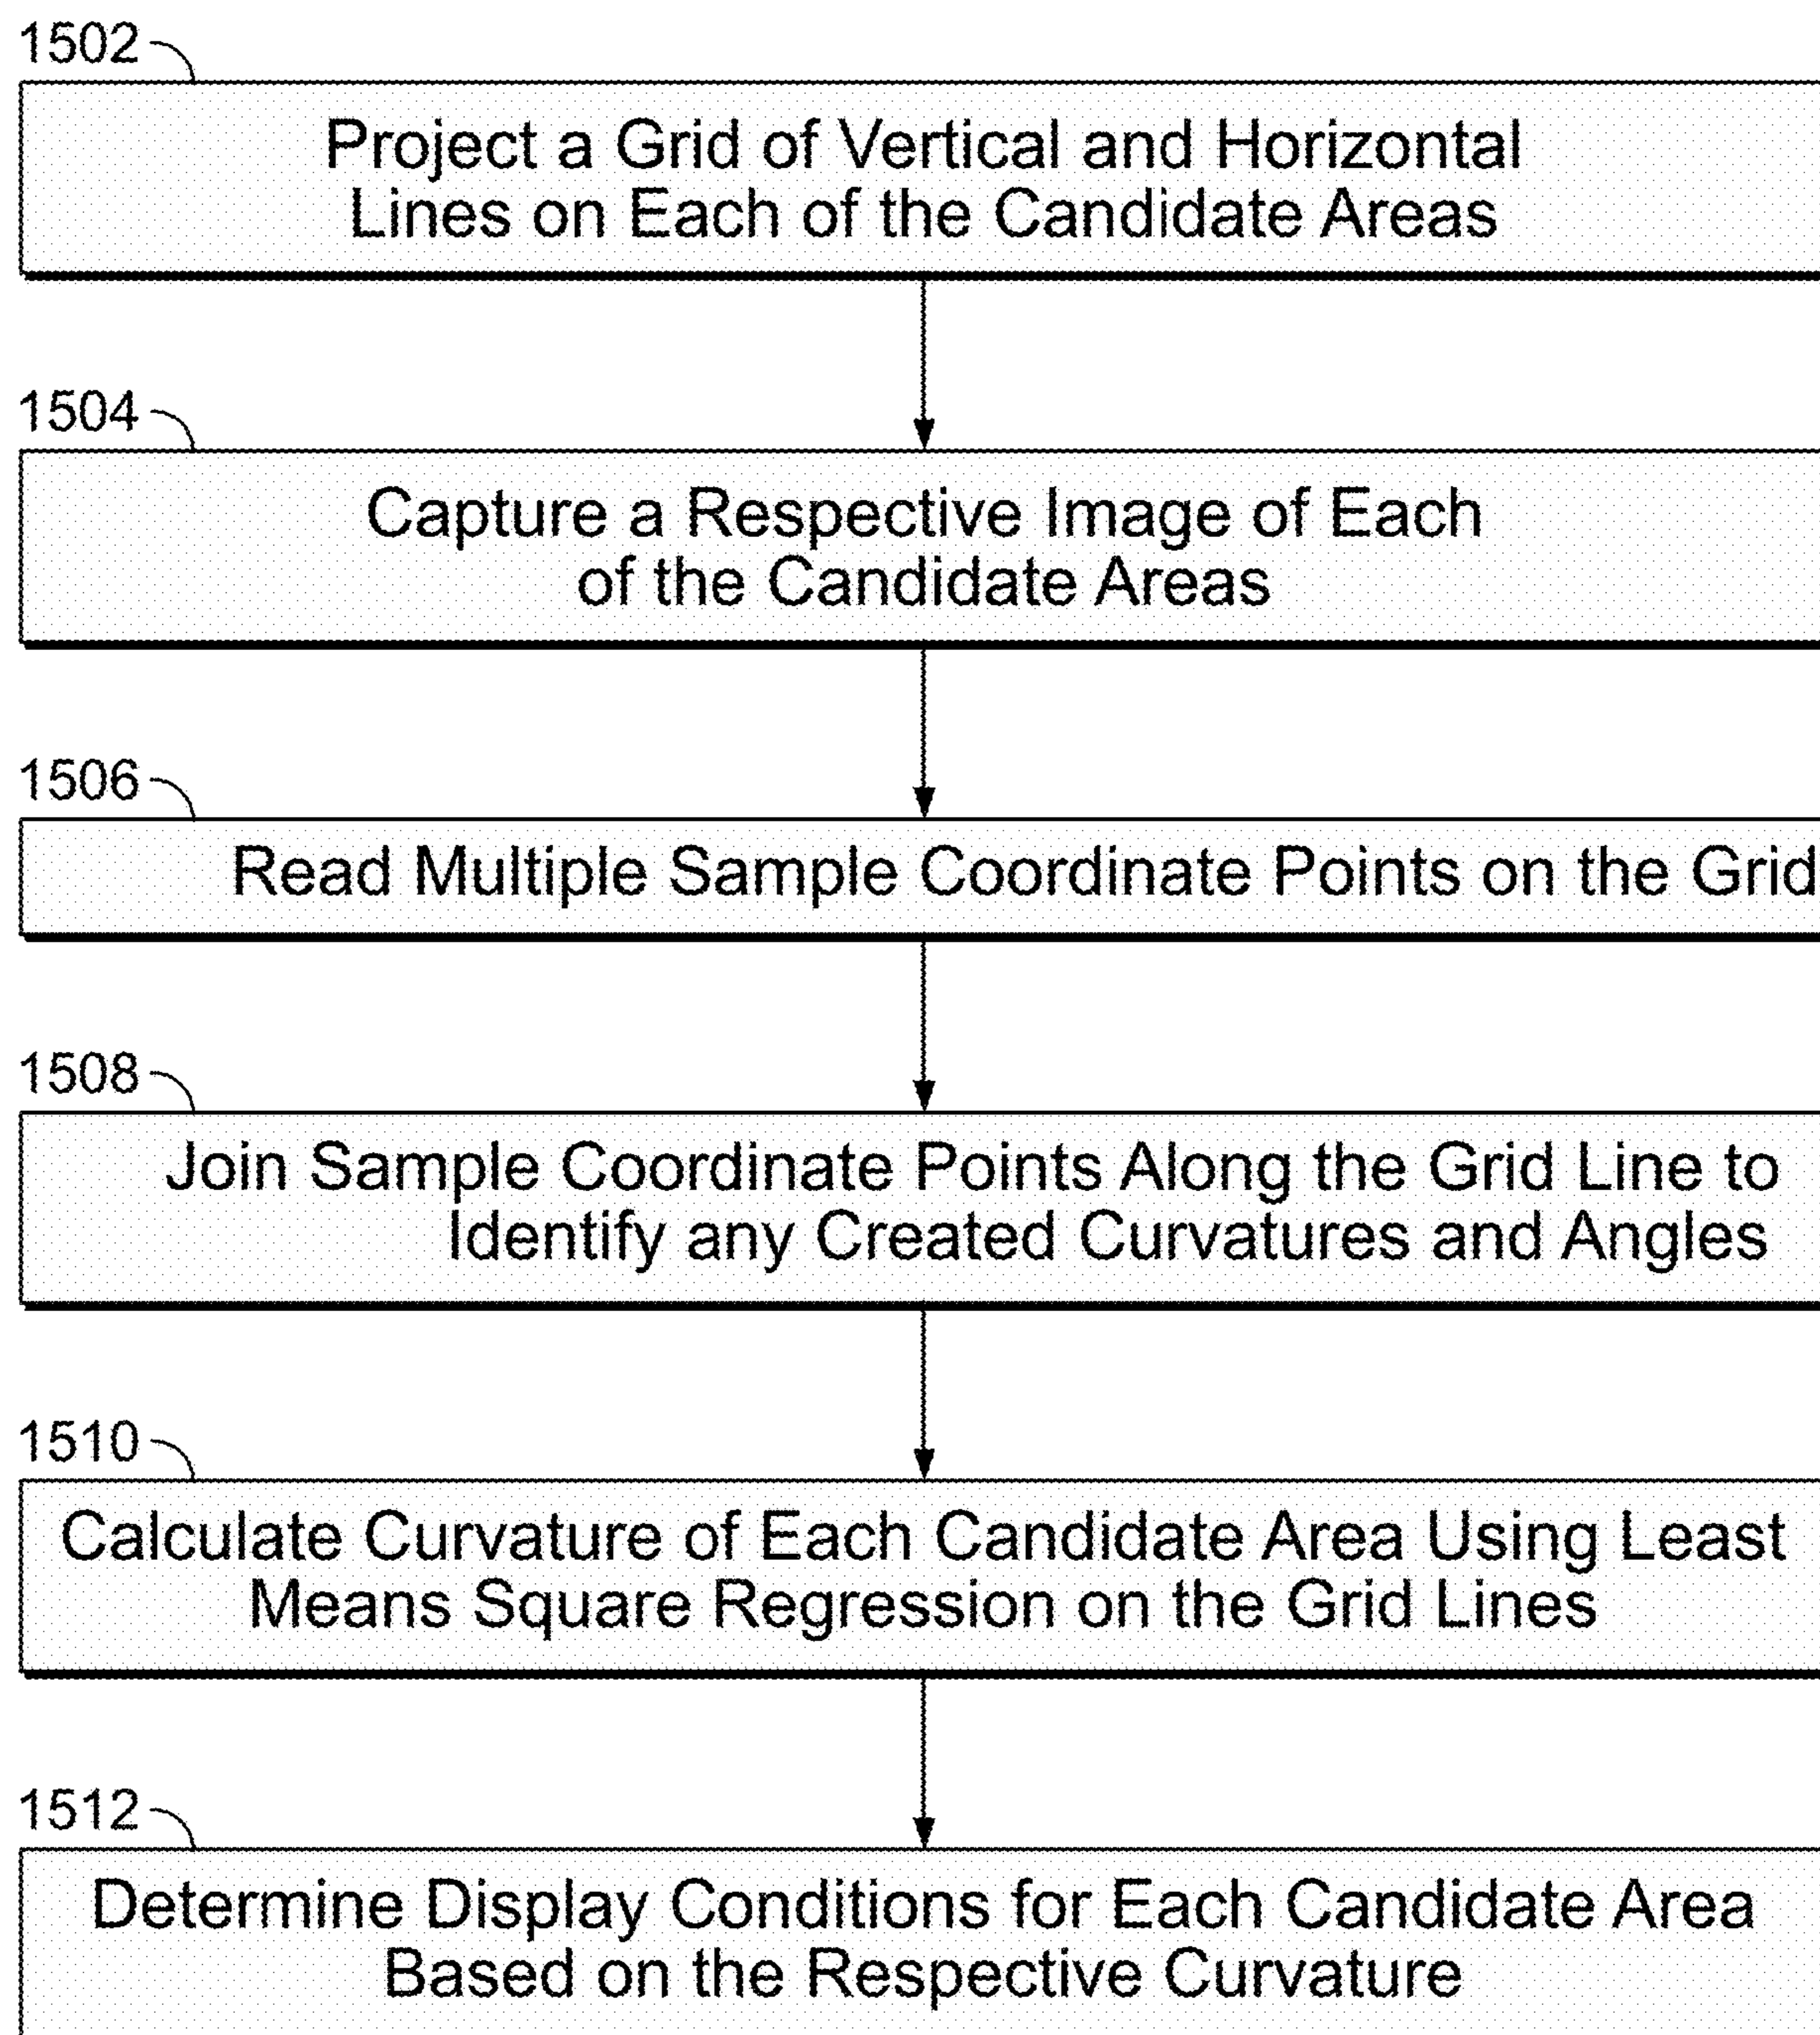 1502
Project a Grid of Vertical and Horizontal
Lines on Each of the Candidate Areas
1504
Capture a Respective Image of Each
of the Candidate Areas
1506
Read Multiple Sample Coordinate Points on the Grid
1508
Join Sample Coordinate Points Along the Grid Line to
Identify any Created Curvatures and Angles
1510
Calculate Curvature of Each Candidate Area Using Least
Means Square Regression on the Grid Lines
1512
Determine Display Conditions for Each Candidate Area
Based on the Respective Curvature